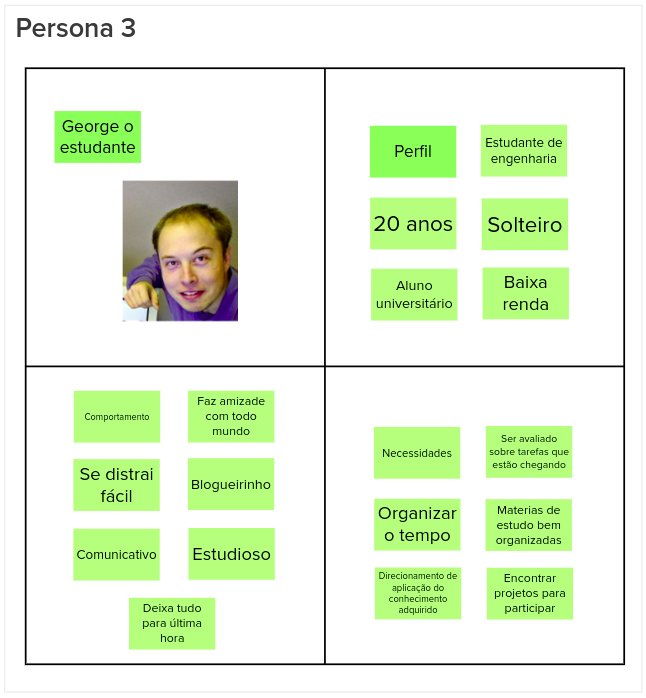 Persona 3
George o
estudante
Perfil
Estudante de
engenharia
20 anos
Solteiro
Aluno
universitário
Baixa
renda
Comportamento
Faz amizade
com todo
mundo
Se distrai
fácil
Blogueirinho
Comunicativo
Estudioso
Deixa tudo
para última
hora
Necessidades
Ser avaliado
sobre tarefas que
estão chegando
Organizar
o tempo
Materias de
estudo bem
organizadas
Direcionamento de
aplicação do
conhecimento
adquirido
Encontrar
projetos para
participar